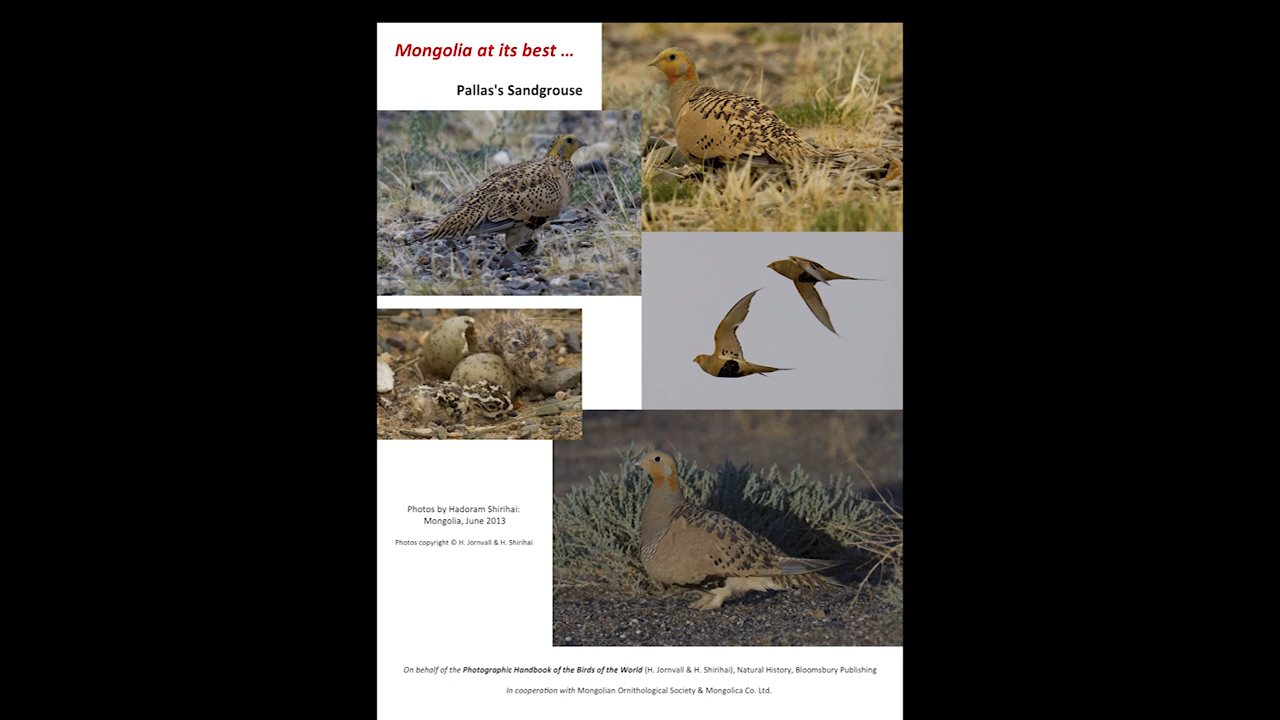 Mongolia at its best ...
Pallas's Sandgrouse
Photos by Hadoram Shirihai:
Mongolia, June 2013
Photos copyright © H. Jornvall & H. Shirihai
On behalf of the Photographic Handbook of the Birds of the World (H. Jornvall & H. Shirihai), Natural History, Bloomsbury Publishing
In cooperation with Mongolian Ornithological Society & Mongolica Co. Ltd.